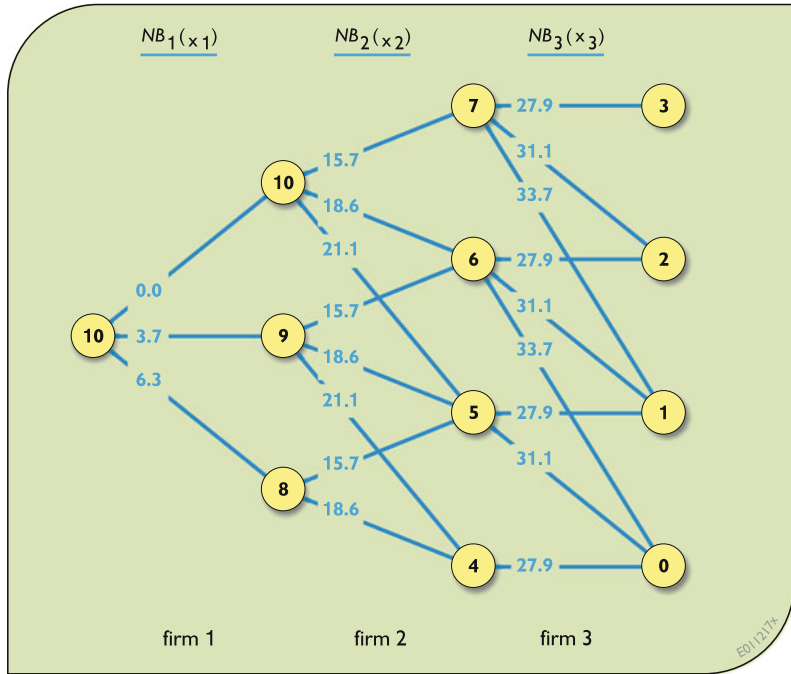 NB1(x1) NB2(x2) NB3(x3)
7 27.9 3
31.1
15.7
10 33.7
18.6
21.1
6 27.9 2
0.0
15.7 31.1
10 3.7 9
18.6 33.7
6.3
21.1
5 27.9 1
15.7 31.1
8
18.6
4 27.9 0
firm 1 firm 2 firm 3
E011217x